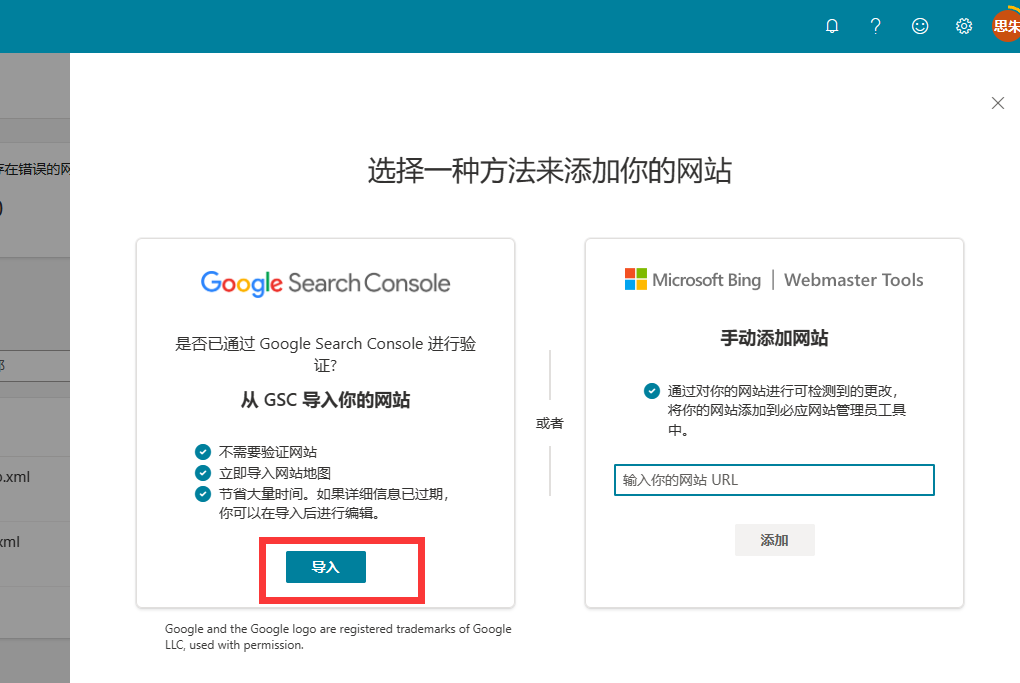 思朱
存在错误的网
选择一种方法来添加你的网站
Google Search Console
是否已通过 Google Search Console 进行验
证?
从 GSC 导入你的网站
不需要验证网站
立即导入网站地图
节省大量时间。如果详细信息已过期，
你可以在导入后进行编辑。
导入
Google and the Google logo are registered trademarks of Google
LLC, used with permission.
或者
Microsoft Bing | Webmaster Tools
手动添加网站
通过对你的网站进行可检测到的更改，
将你的网站添加到必应网站管理员工具
中。
输入你的网站 URL
添加
.xml
xml